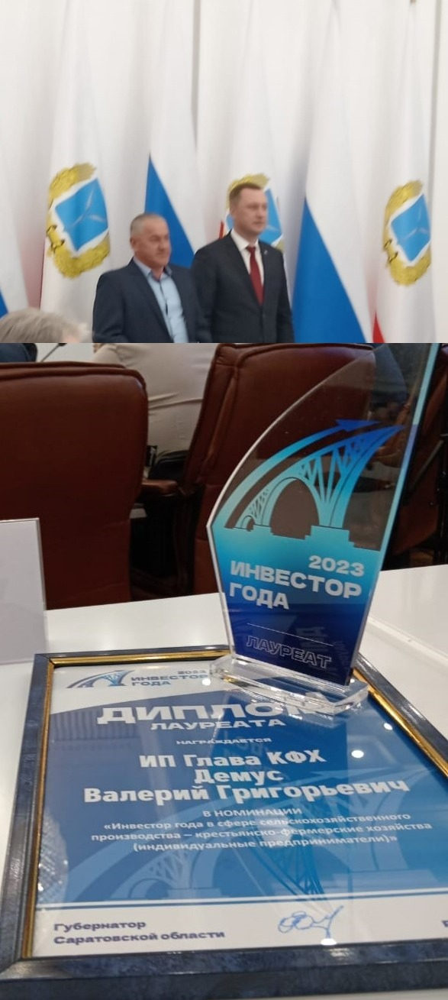 2023
ИНВЕСТОР
ГОДА
ЛАУРЕАТ
2023
ИНВЕСТОР
ГОДА
ДИПЛОМ
ЛАУРЕАТА
НАГРАЖДАЕТСЯ
ИП Глава КФХ
Демус
Валерий Григорьевич
В НОМИНАЦИИ
«Инвестор года в сфере сельскохозяйственного
производства – крестьянско-фермерские хозяйства
(индивидуальные предприниматели)»
Губернатор
Саратовской области